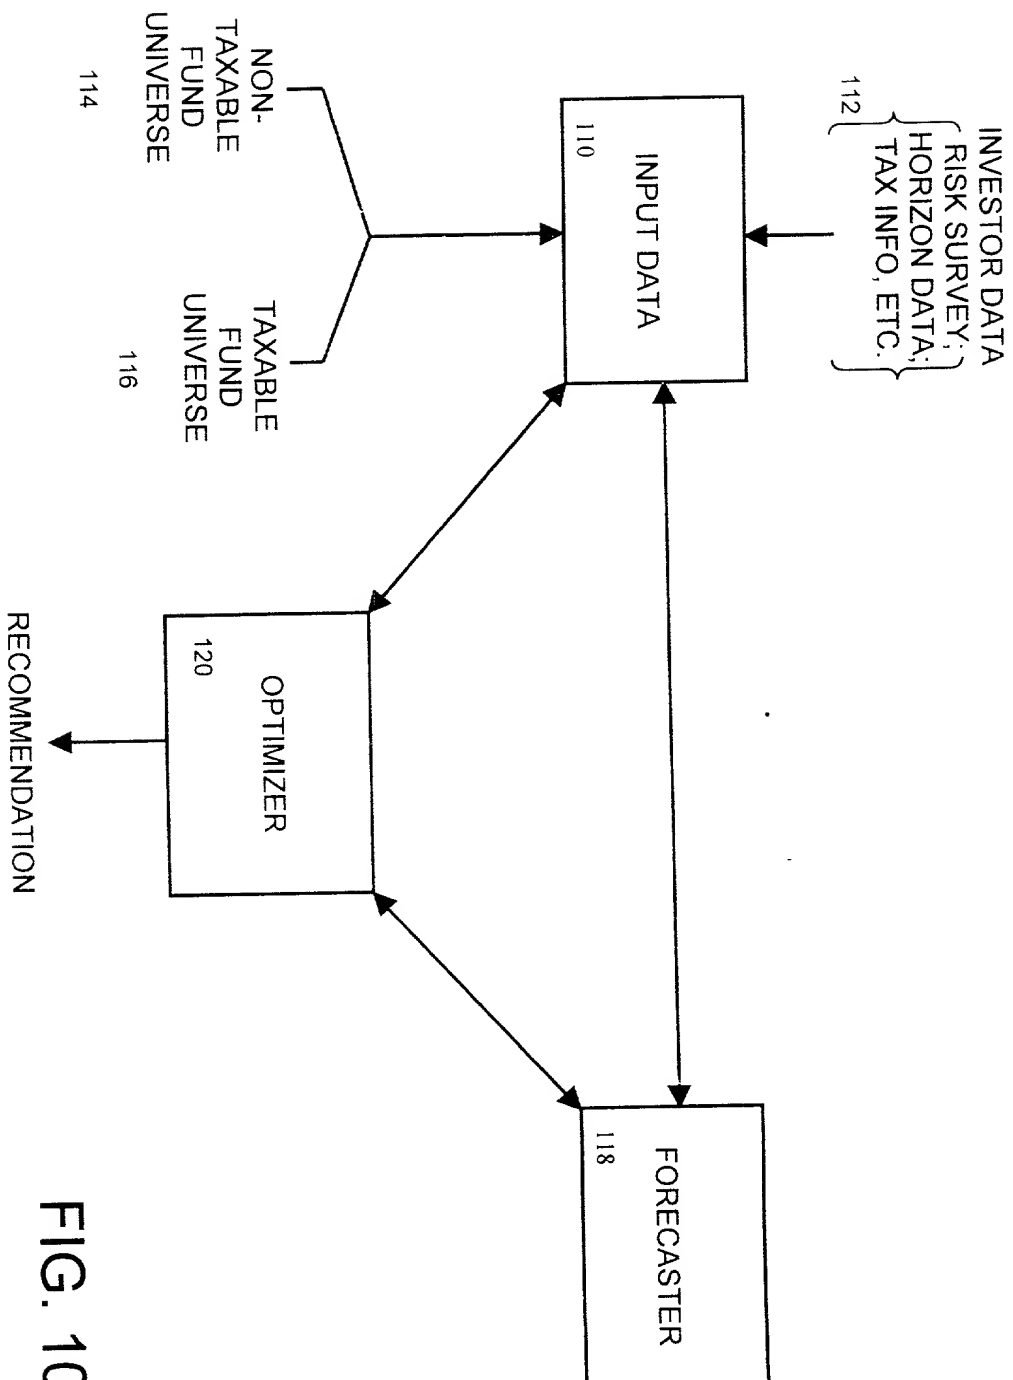 INVESTOR DATA
RISK SURVEY;
HORIZON DATA;
TAX INFO, ETC.
112
INPUT DATA
110
FORECASTER
118
NON-
TAXABLE
FUND
UNIVERSE
114
TAXABLE
FUND
UNIVERSE
116
OPTIMIZER
120
RECOMMENDATION
FIG. 10